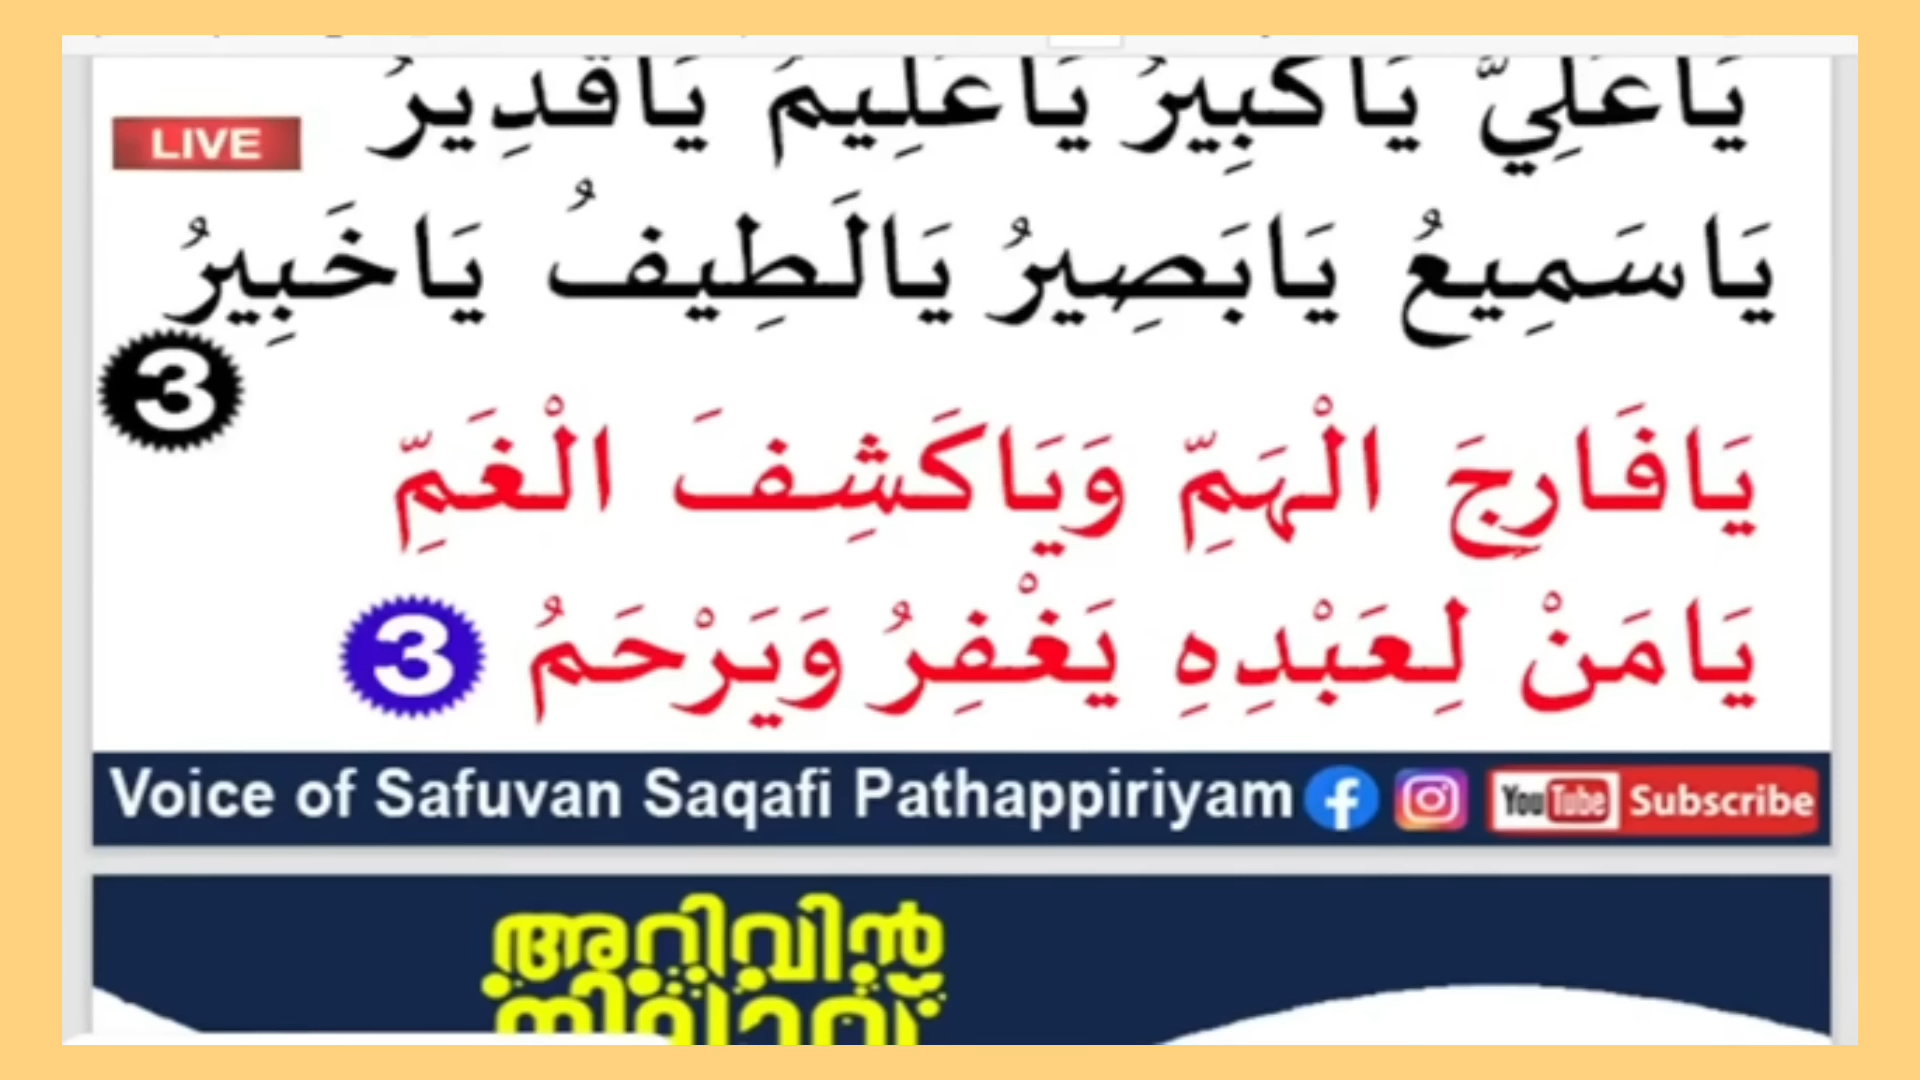 يَاعَلِيُّ يَاكَبِيرُ يَاعَلِيمُ يَاقَدِيرُ
LIVE
يَاسَمِيعُ يَابَصِيرُ يَالَطِيفُ يَاخَبِيرُ
3
يَافَارِجَ الْهَمِّ وَيَاكَشِفَ الْغَمِّ
يَامَنْ لِعَبْدِهِ يَغْفِرُ وَيَرْحَمُ 3
Voice of Safuvan Saqafi Pathappiriyam YouTube Subscribe
അറിവിൻ
നിലാവ്